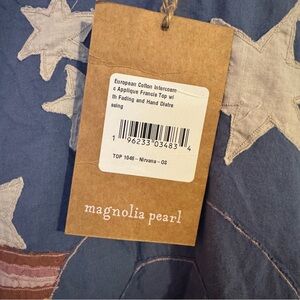 European Cotton Intercosm
c Applique Francis Top wi
th Fading and Hand Distre
ssing
1 96233 03483 4
TOP 1046 - Nirvana - OS
magnolia pearl